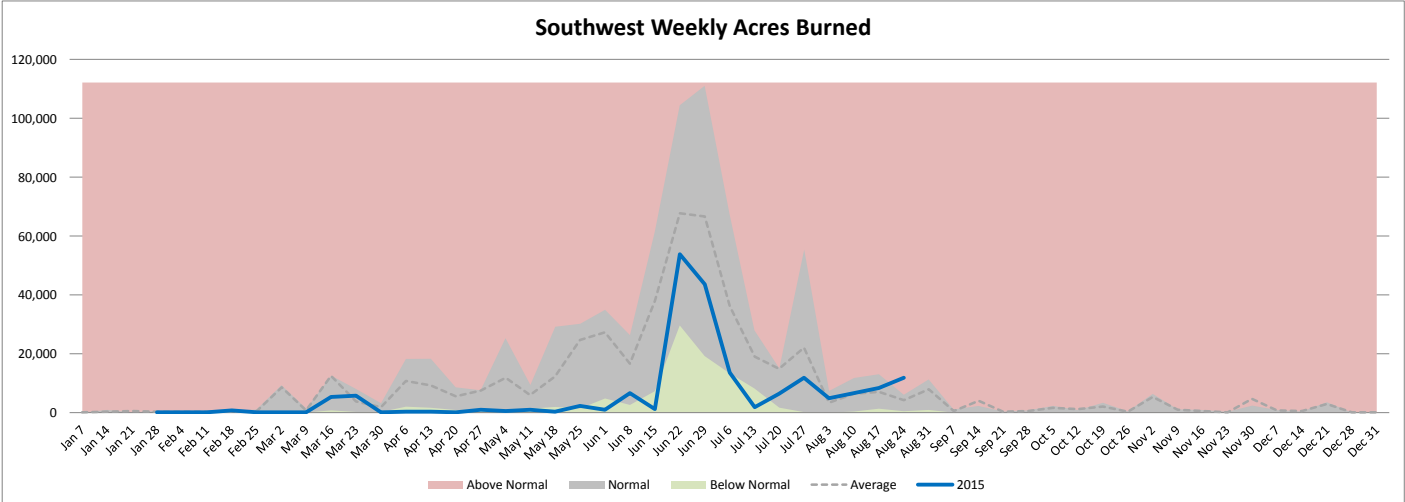 Southwest Weekly Acres Burned
120,000
100,000
80,000
60,000
40,000
20,000
0
Jan 7
Jan 14
Jan 21
Jan 28
Feb 4
Feb 11
Feb 18
Feb 25
Mar 2
Mar 9
Mar 16
Mar 23
Mar 30
Apr 6
Apr 13
Apr 20
Apr 27
May 4
May 11
May 18
May 25
Jun 1
Jun 8
Jun 15
Jun 22
Jun 29
Jul 6
Jul 13
Jul 20
Jul 27
Aug 3
Aug 10
Aug 17
Aug 24
Aug 31
Sep 7
Sep 14
Sep 21
Sep 28
Oct 5
Oct 12
Oct 19
Oct 26
Nov 2
Nov 9
Nov 16
Nov 23
Nov 30
Dec 7
Dec 14
Dec 21
Dec 28
Dec 31
Above Normal Normal Below Normal Average 2015